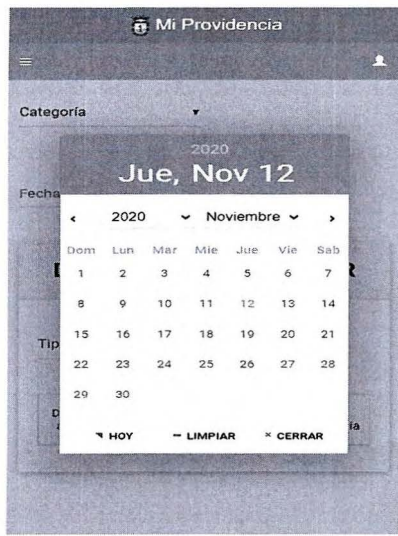 Mi Providencia
Categoría
2020
Jue, Nov 12
Fecha
2020 Noviembre
Dom Lun Mar Mie Jue Vie Sab
1 2 3 4 5 6 7
8 9 10 11 12 13 14
15 16 17 18 19 20 21
Tip
22 23 24 25 26 27 28
29 30
HOY LIMPIAR × CERRAR